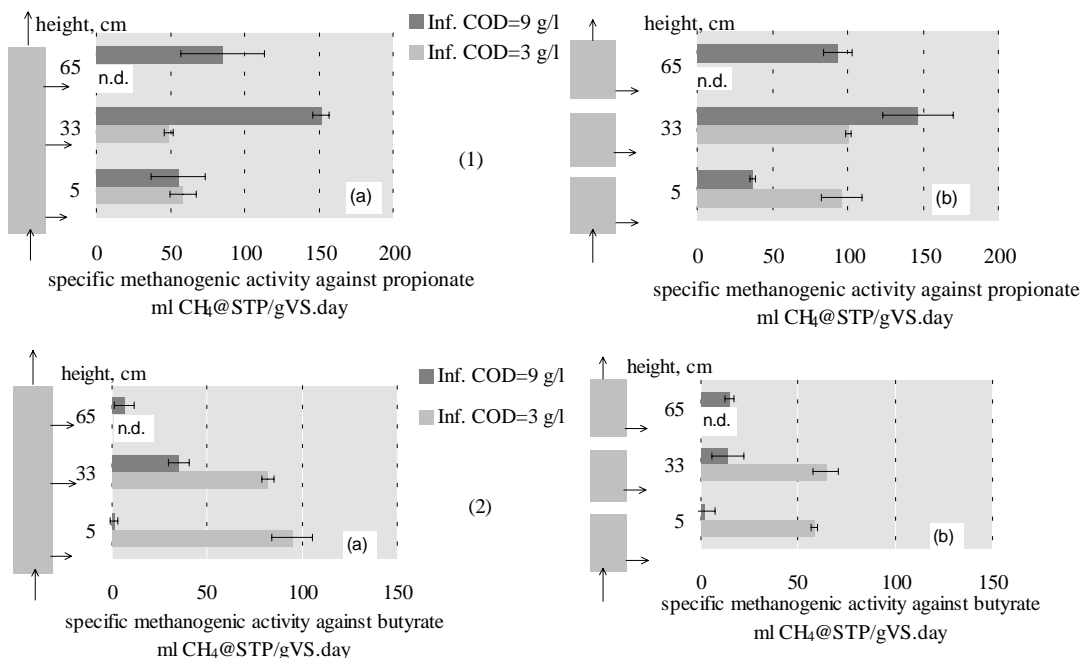 height, cm
65
n.d.
33
5
(a)
0 50 100 150 200
specific methanogenic activity against propionate
ml CH₄@STP/gVS.day
Inf. COD=9 g/l
Inf. COD=3 g/l
(1)
height, cm
65
n.d.
33
5
(b)
0 50 100 150 200
specific methanogenic activity against propionate
ml CH₄@STP/gVS.day
height, cm
65
n.d.
33
5
(a)
0 50 100 150
specific methanogenic activity against butyrate
ml CH₄@STP/gVS.day
Inf. COD=9 g/l
Inf. COD=3 g/l
(2)
height, cm
65
n.d.
33
5
(b)
0 50 100 150
specific methanogenic activity against butyrate
ml CH₄@STP/gVS.day